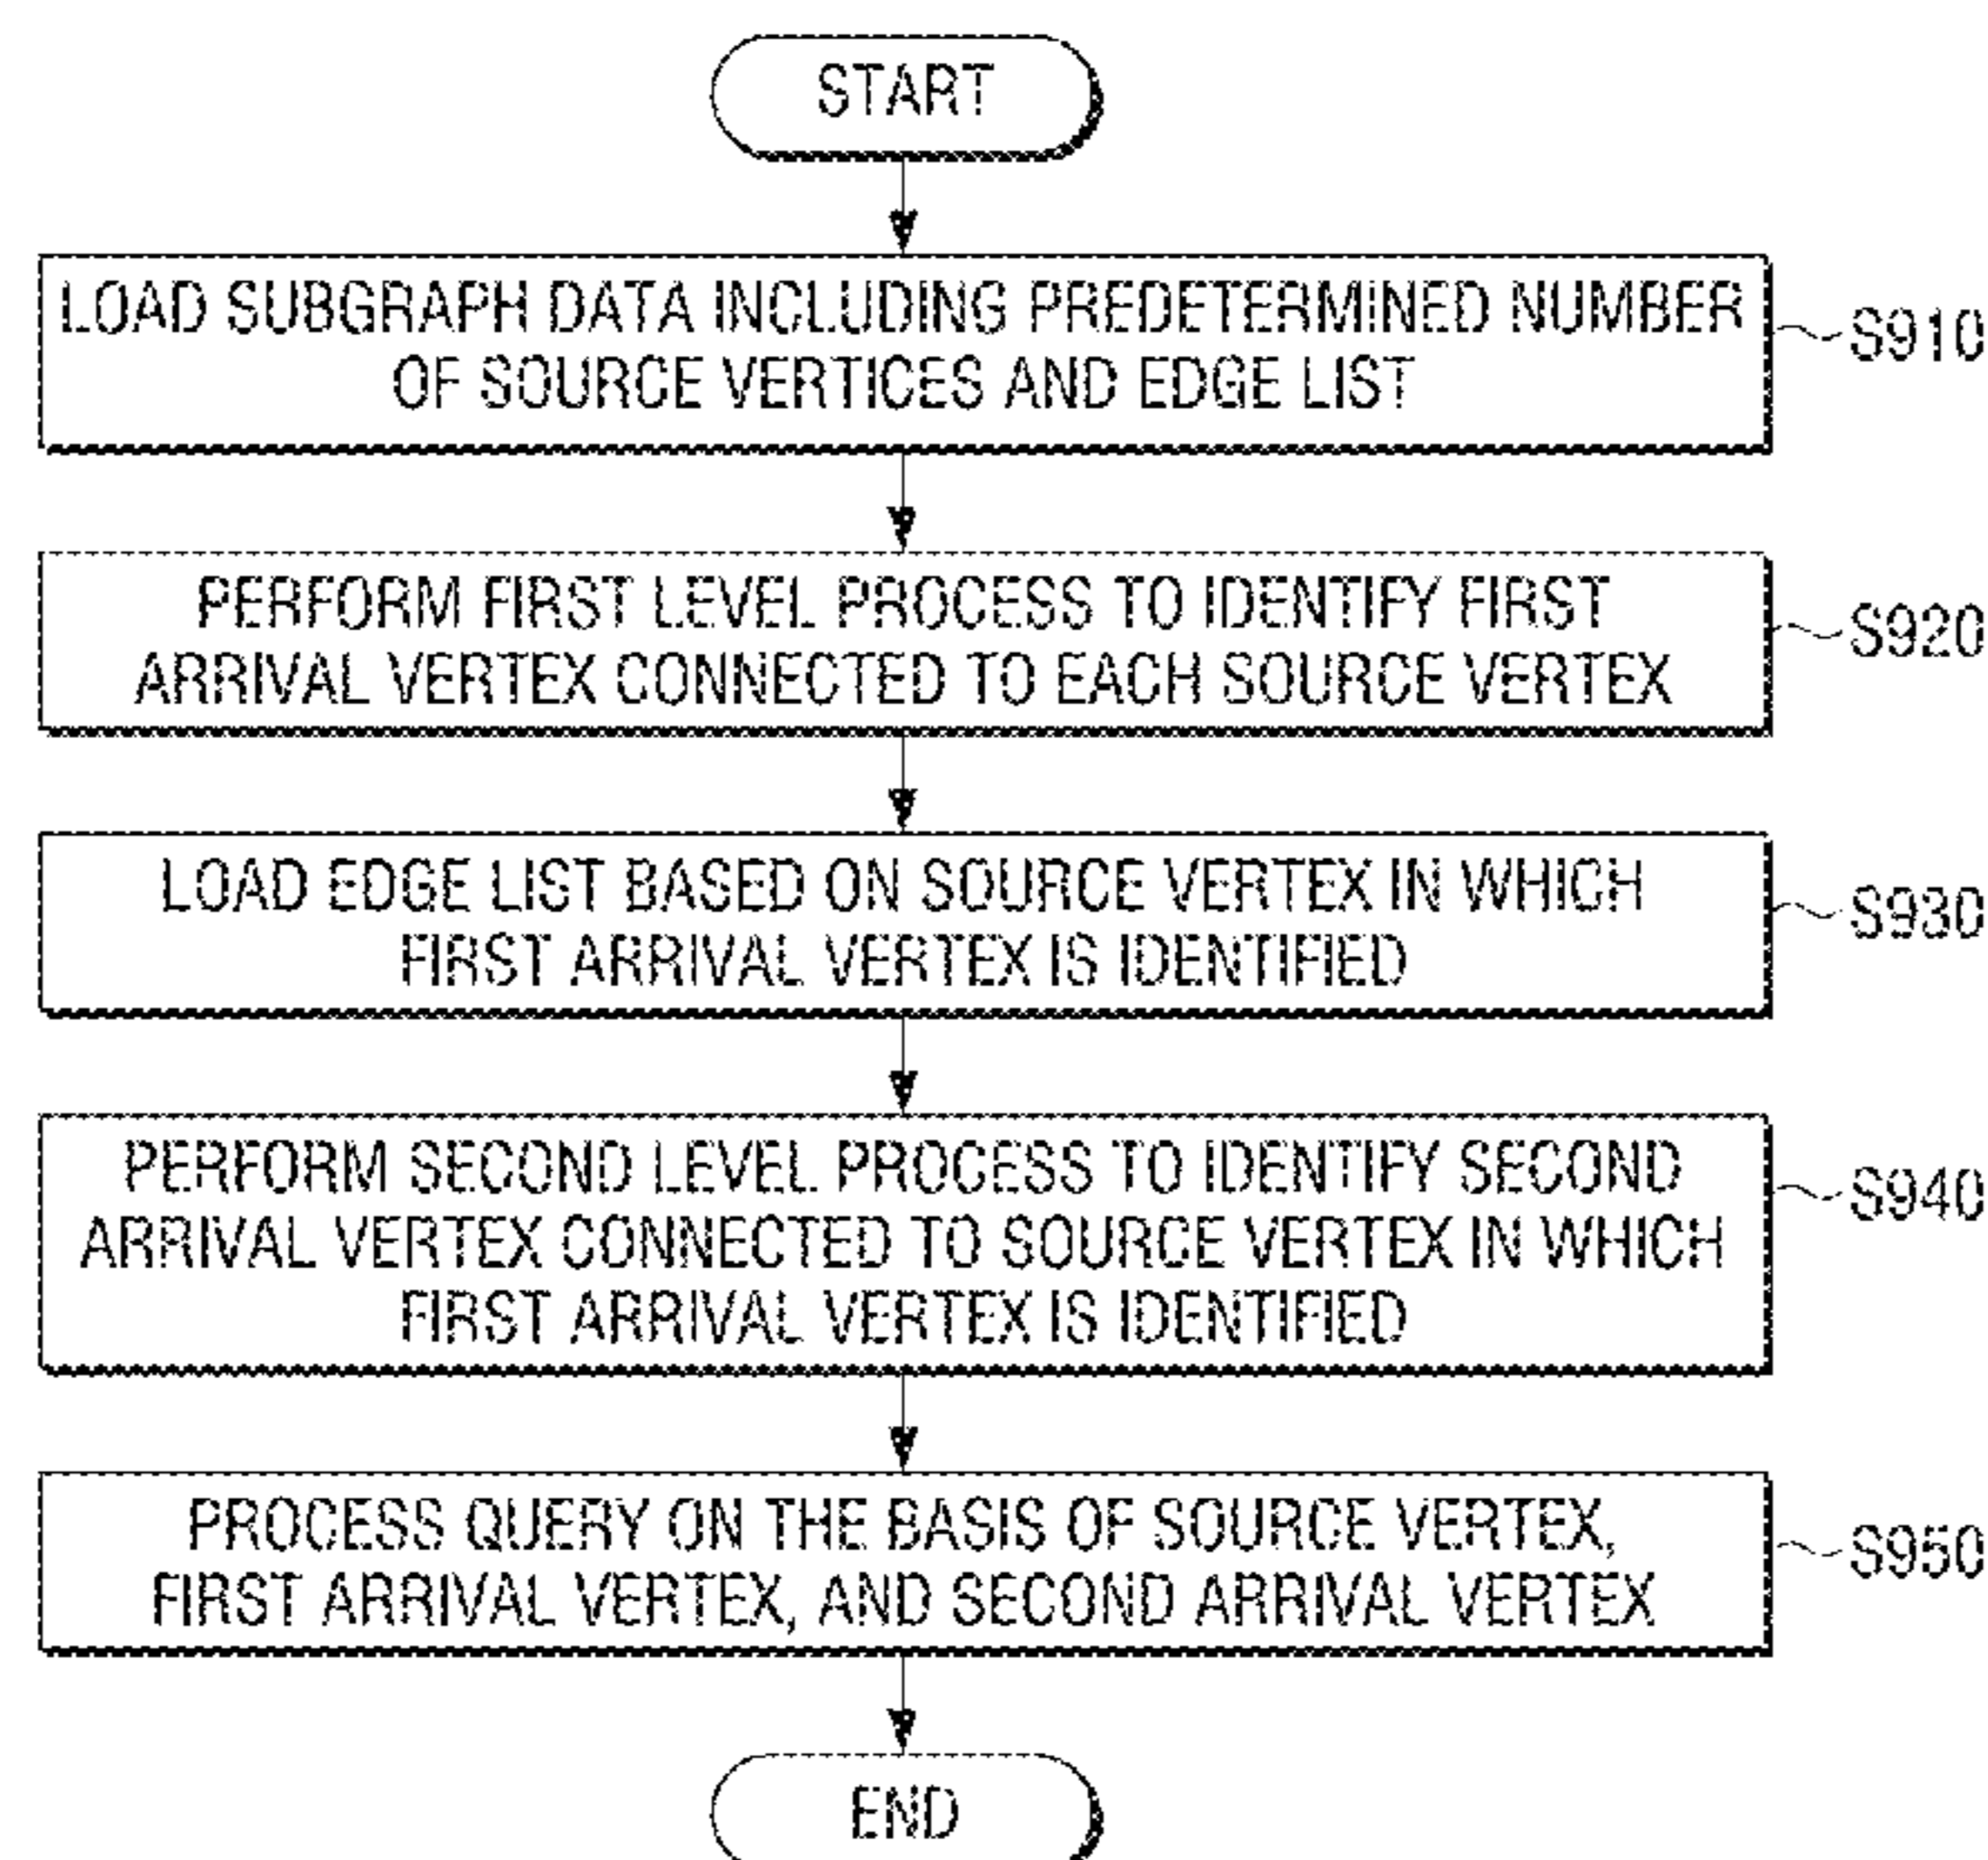 START
LOAD SUBGRAPH DATA INCLUDING PREDETERMINED NUMBER
OF SOURCE VERTICES AND EDGE LIST
S910
PERFORM FIRST LEVEL PROCESS TO IDENTIFY FIRST
ARRIVAL VERTEX CONNECTED TO EACH SOURCE VERTEX
S920
LOAD EDGE LIST BASED ON SOURCE VERTEX IN WHICH
FIRST ARRIVAL VERTEX IS IDENTIFIED
S930
PERFORM SECOND LEVEL PROCESS TO IDENTIFY SECOND
ARRIVAL VERTEX CONNECTED TO SOURCE VERTEX IN WHICH
FIRST ARRIVAL VERTEX IS IDENTIFIED
S940
PROCESS QUERY ON THE BASIS OF SOURCE VERTEX,
FIRST ARRIVAL VERTEX, AND SECOND ARRIVAL VERTEX
S950
END